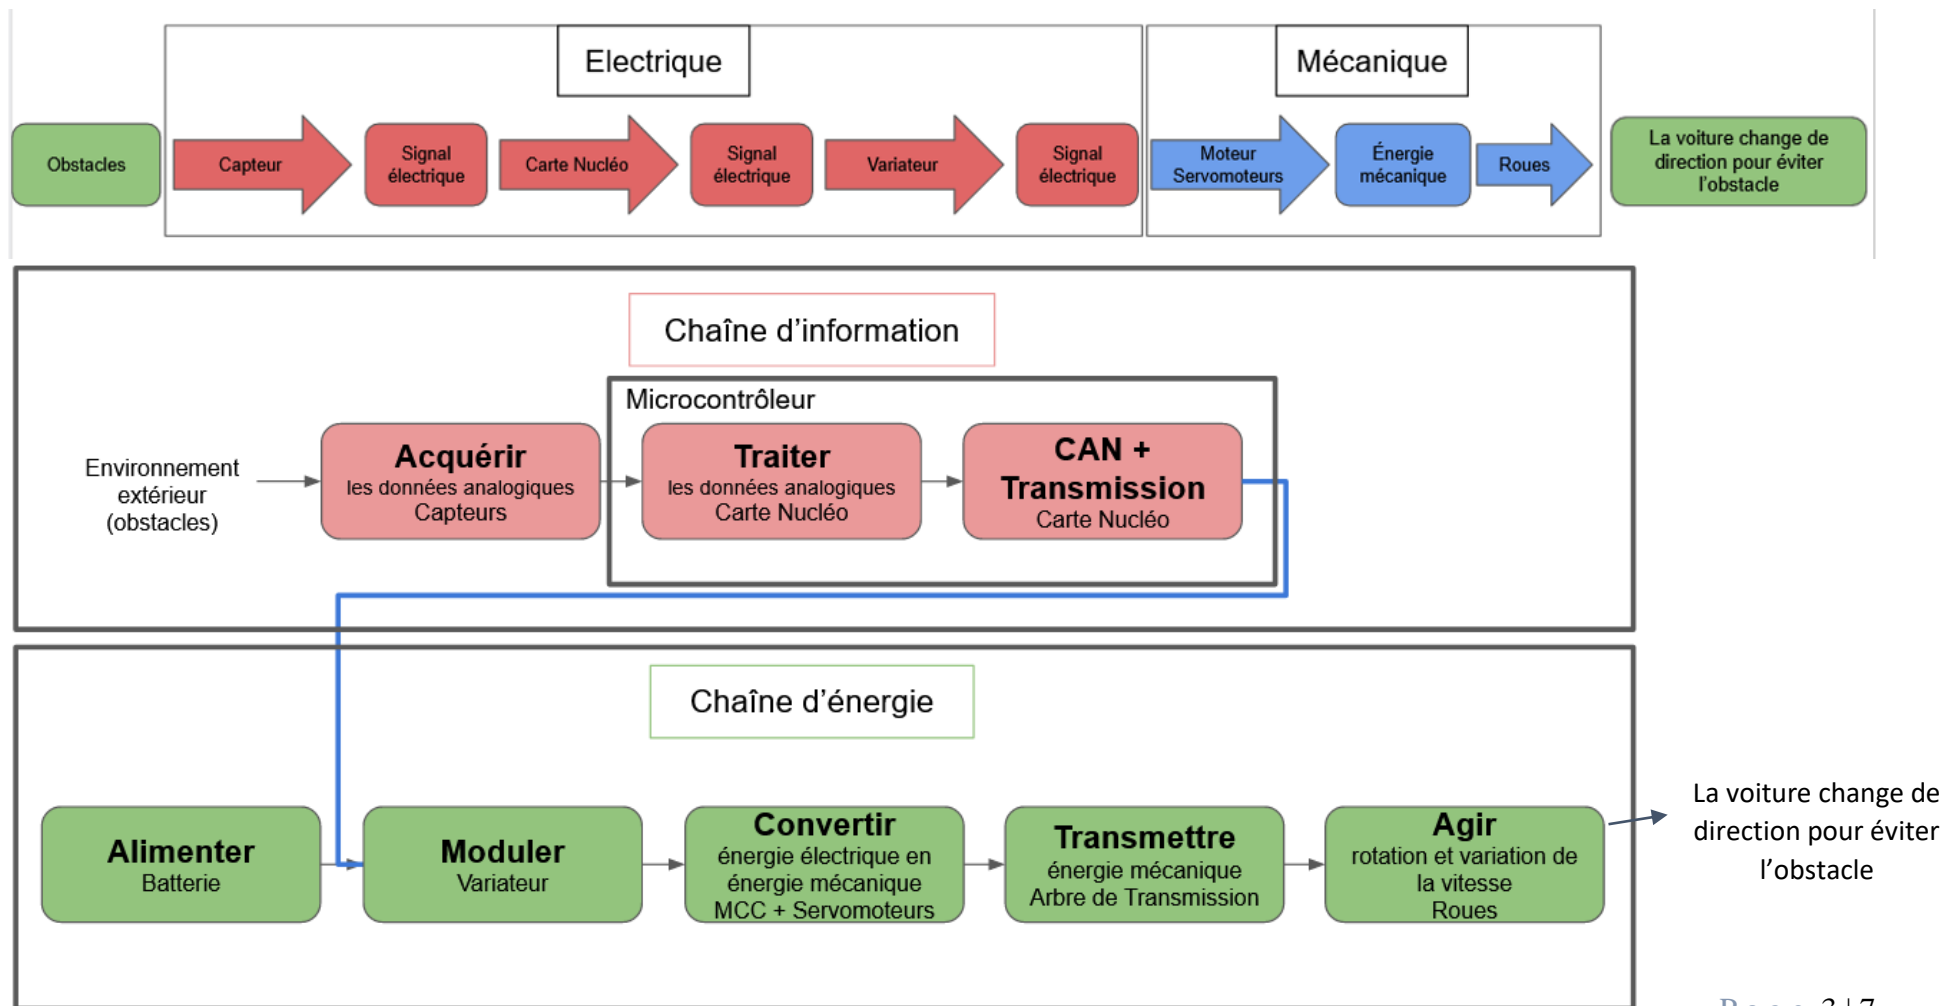 Electrique
Mécanique
Obstacles
Capteur
Signal
électrique
Carte Nucléo
Signal
électrique
Variateur
Signal
électrique
Moteur
Servomoteurs
Énergie
mécanique
Roues
La voiture change de
direction pour éviter
l'obstacle
Chaîne d'information
Microcontrôleur
Environnement
extérieur
(obstacles)
Acquérir
les données analogiques
Capteurs
Traiter
les données analogiques
Carte Nucléo
CAN +
Transmission
Carte Nucléo
Chaîne d'énergie
Alimenter
Batterie
Moduler
Variateur
Convertir
énergie électrique en
énergie mécanique
MCC + Servomoteurs
Transmettre
énergie mécanique
Arbre de Transmission
Agir
rotation et variation de
la vitesse
Roues
La voiture change de
direction pour éviter
l'obstacle